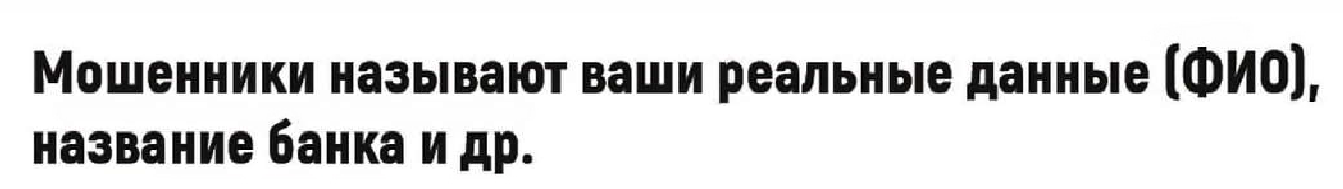 Мошенники называют ваши реальные данные (ФИО),
название банка и др.